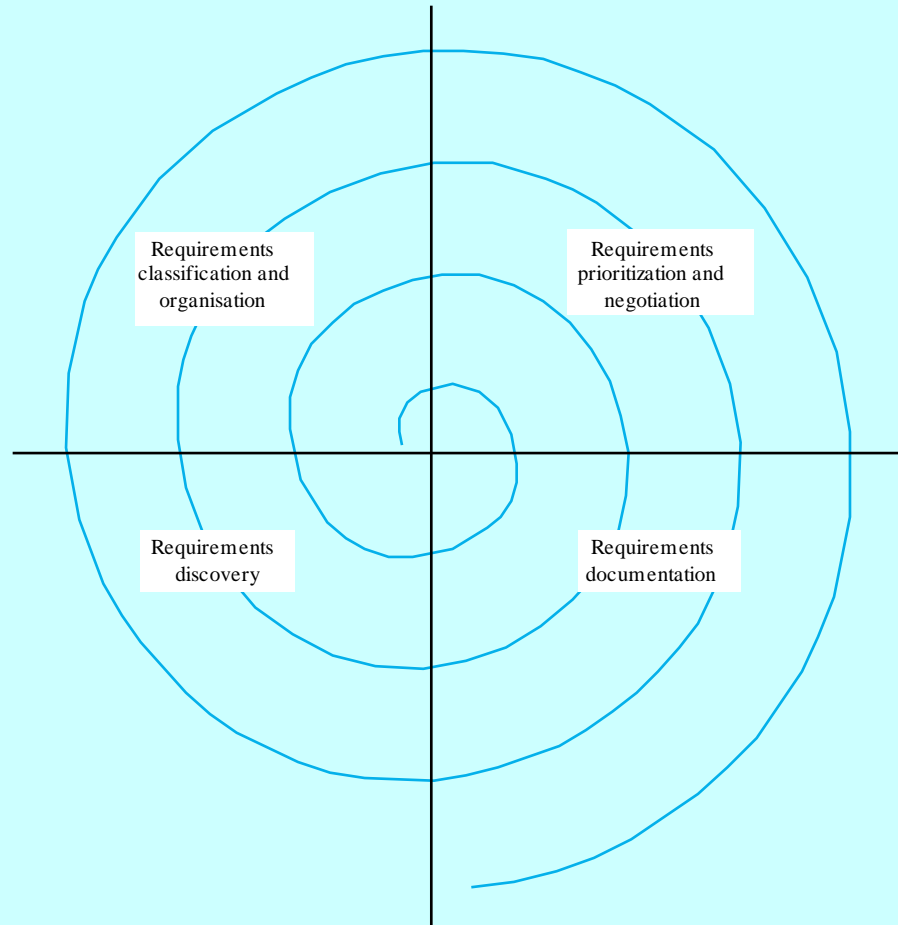 Requirements
classification and
organisation
Requirements
prioritization and
negotiation
Requirements
discovery
Requirements
documentation